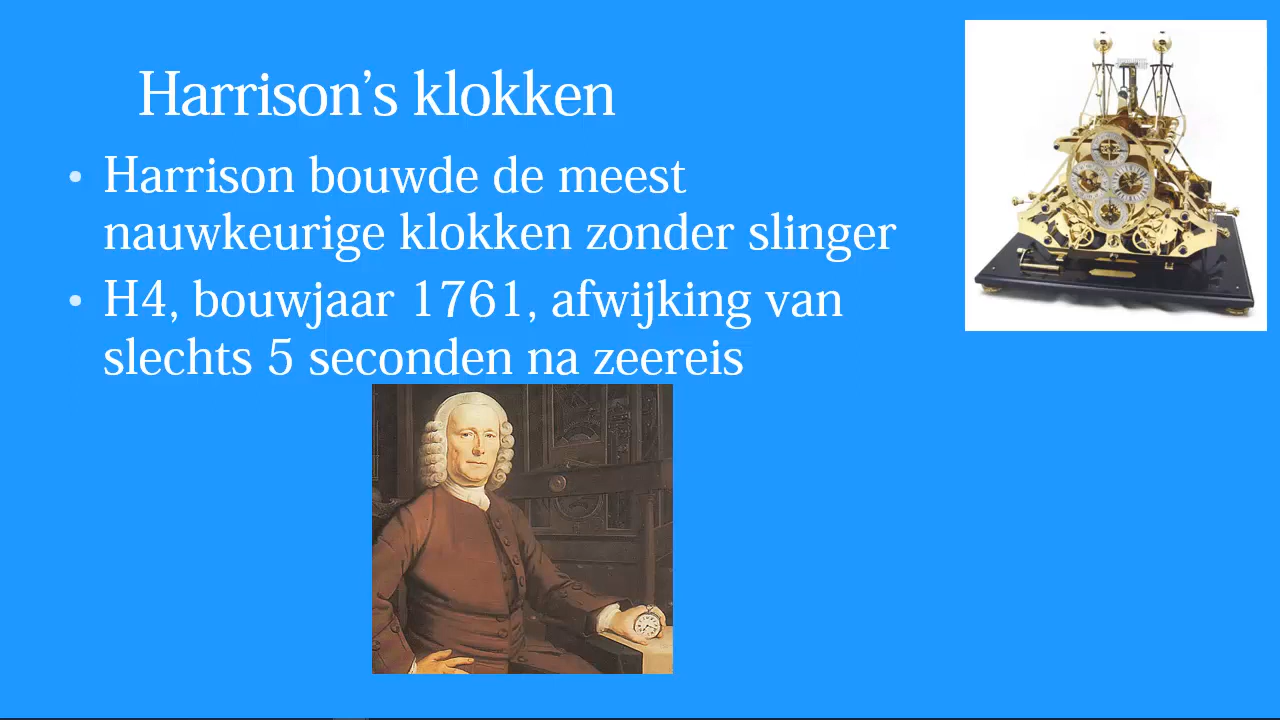 Harrison’s klokken
• Harrison bouwde de meest
nauwkeurige klokken zonder slinger
• H4, bouwjaar 1761, afwijking van
slechts 5 seconden na zeereis